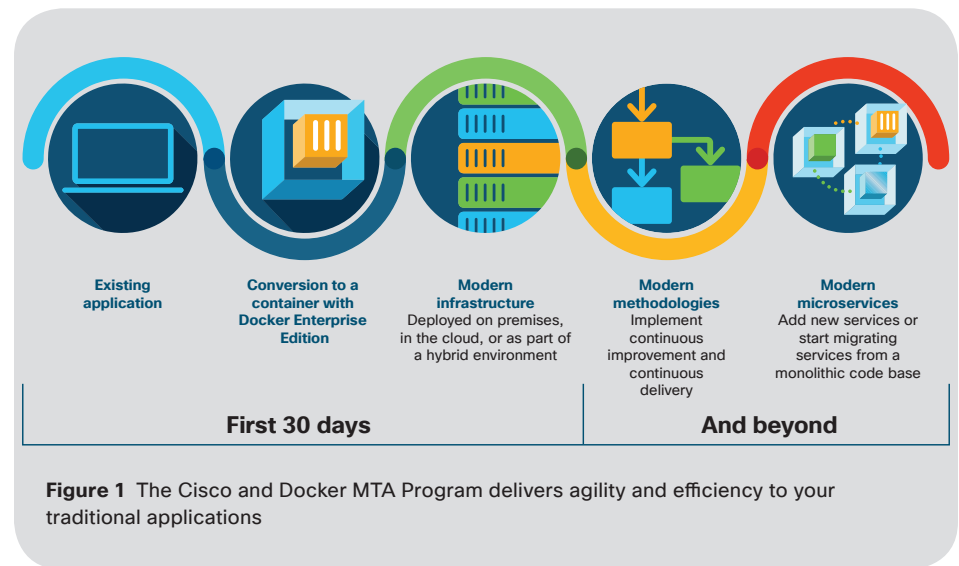 Existing
application
Conversion to a
container with
Docker Enterprise
Edition
Modern
infrastructure
Deployed on premises,
in the cloud, or as part of
a hybrid environment
Modern
methodologies
Implement
continuous
improvement and
continuous
delivery
Modern
microservices
Add new services or
start migrating
services from a
monolithic code base
First 30 days
And beyond
Figure 1 The Cisco and Docker MTA Program delivers agility and efficiency to your
traditional applications